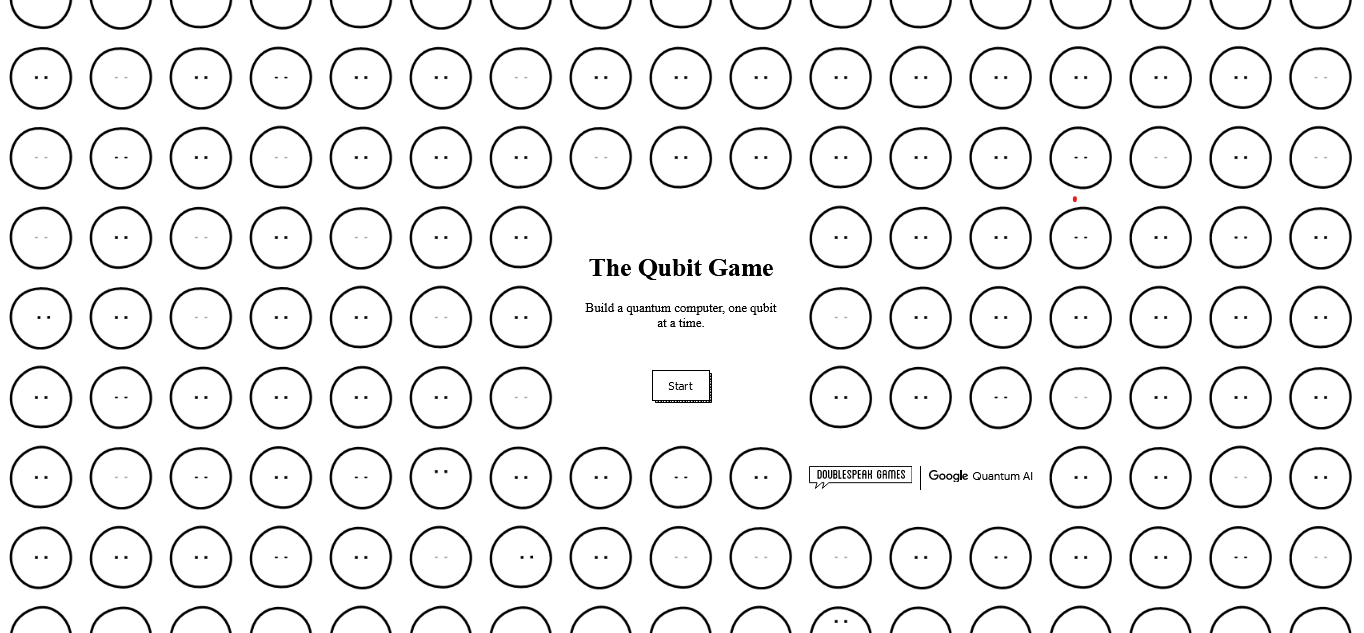 The Qubit Game
Build a quantum computer, one qubit
at a time.
Start
DOUBLESPEAK GAMES
Google Quantum AI